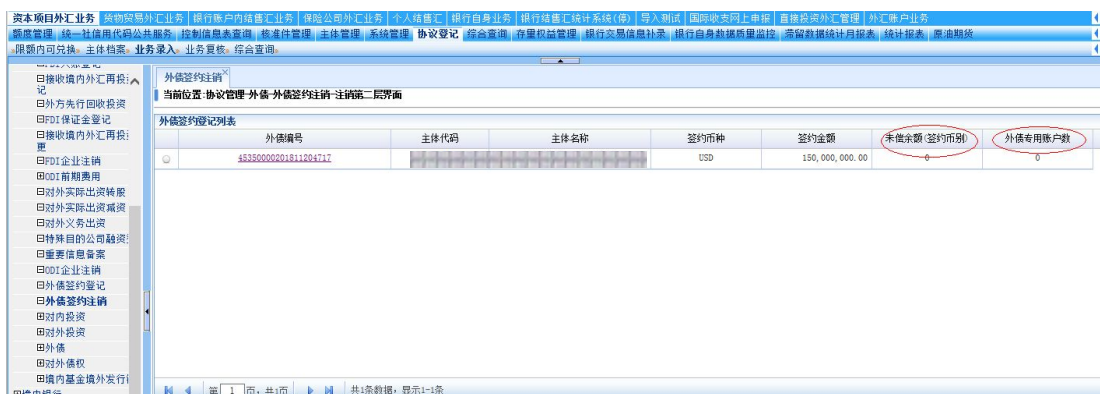 资本项目外汇业务 货物贸易外汇业务 银行账户内结售汇业务 保险公司外汇业务 个人结售汇 银行自身业务 银行结售汇统计系统(停) 导入测试 国际收支网上申报 直接投资外汇管理 外汇账户业务
额度管理 统一社信用代码公共服务 控制信息表查询 核准件管理 主体管理 系统管理 协议登记 综合查询 存量权益管理 银行交易信息补录 银行自身数据质量监控 滞留数据统计月报表 统计报表 原油期货
限额内可兑换 主体档案 业务录入 业务复核 综合查询
接收境内外汇再投
记
外方先行回收投资
FDI保证金登记
接收境内外汇再投
更
FDI企业注销
ODI前期费用
对外实际出资转股
对外实际出资减资
对外义务出资
特殊目的公司融资
重要信息备案
ODI企业注销
外债签约登记
外债签约注销
对内投资
对外投资
外债
对外债权
境内基金境外发行
外债签约注销
当前位置:协议管理-外债-外债签约注销-注销第二层界面
外债签约登记列表
外债编号 主体代码 主体名称 签约币种 签约金额 未偿余额(签约币别) 外债专用账户数
45350000201811204717 USD 150,000,000.00 0 0
第 1 页，共1页 共1条数据，显示1-1条